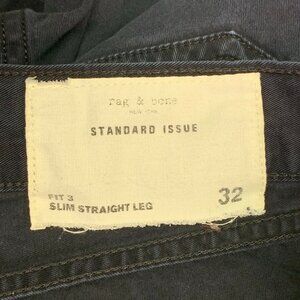 rag & bone
NEW YORK
STANDARD ISSUE
FIT 3
SLIM STRAIGHT LEG 32